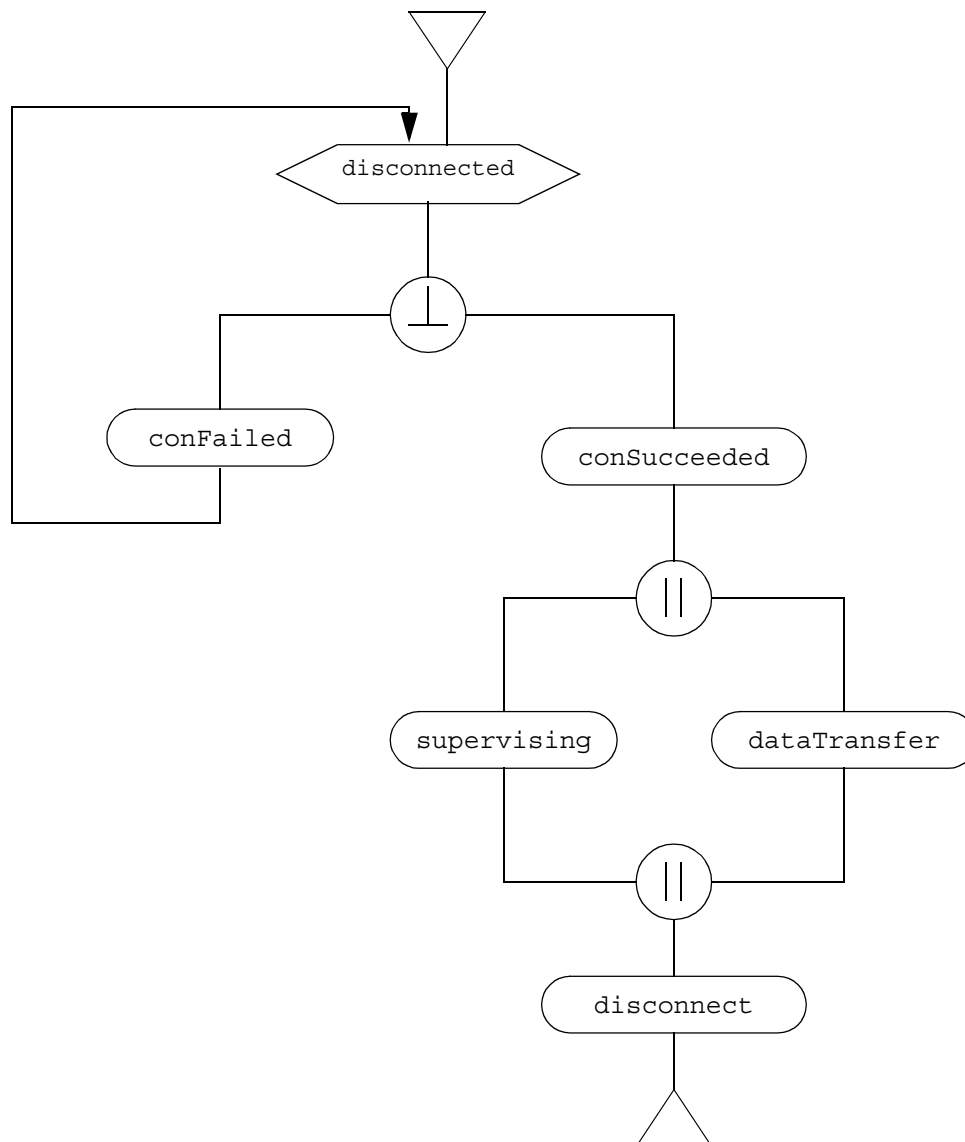 disconnected
conFailed
conSucceeded
supervising
dataTransfer
disconnect